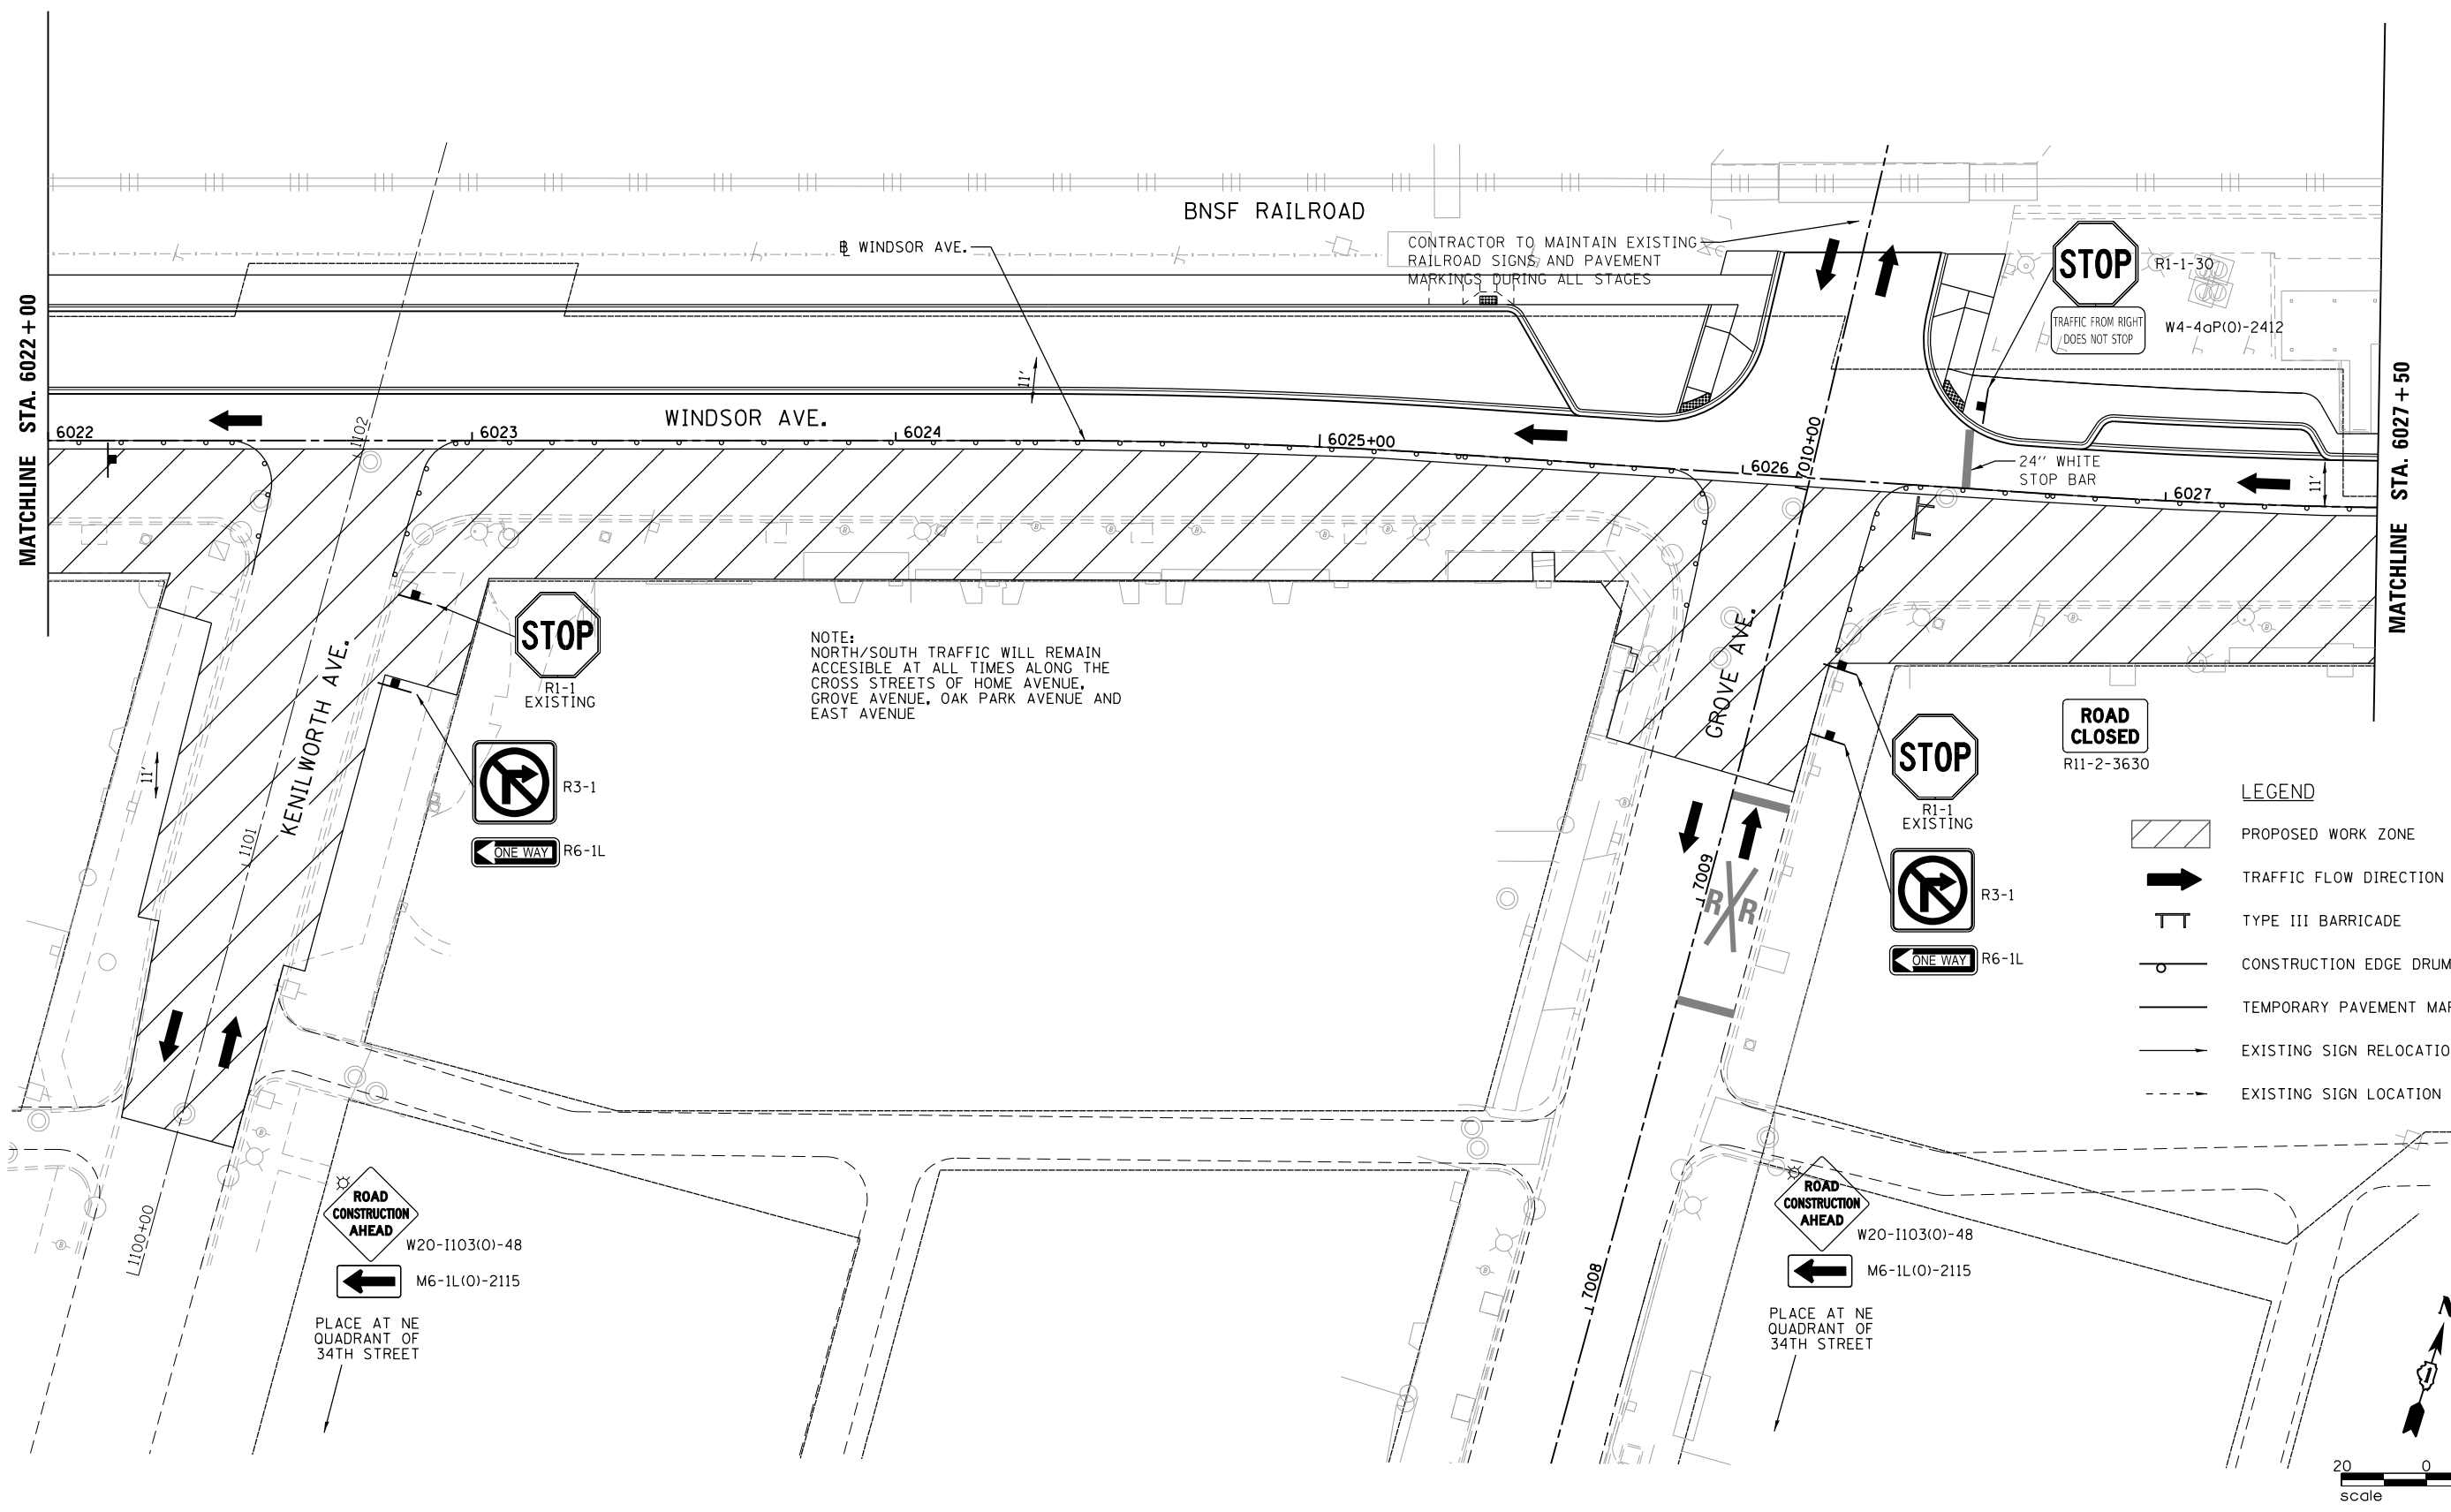 BNSF RAILROAD
℄ WINDSOR AVE.
CONTRACTOR TO MAINTAIN EXISTING
RAILROAD SIGNS AND PAVEMENT
MARKINGS DURING ALL STAGES
STOP
R1-1-30
TRAFFIC FROM RIGHT
DOES NOT STOP
W4-4aP(O)-2412
MATCHLINE STA. 6022+00
MATCHLINE STA. 6027+50
11'
WINDSOR AVE.
6022
6023
6024
6025+00
6026
6027
1102
7010+00
24" WHITE
STOP BAR
11'
STOP
R1-1
EXISTING
NOTE:
NORTH/SOUTH TRAFFIC WILL REMAIN
ACCESIBLE AT ALL TIMES ALONG THE
CROSS STREETS OF HOME AVENUE,
GROVE AVENUE, OAK PARK AVENUE AND
EAST AVENUE
KENILWORTH AVE.
GROVE AVE.
11'
1101
R3-1
ONE WAY
R6-1L
STOP
R1-1
EXISTING
ROAD
CLOSED
R11-2-3630
R3-1
ONE WAY
R6-1L
7009
R R
LEGEND
PROPOSED WORK ZONE
TRAFFIC FLOW DIRECTION
TYPE III BARRICADE
CONSTRUCTION EDGE DRUM
TEMPORARY PAVEMENT MAR
EXISTING SIGN RELOCATIO
EXISTING SIGN LOCATION
1100+00
ROAD
CONSTRUCTION
AHEAD
W20-I103(O)-48
M6-1L(O)-2115
PLACE AT NE
QUADRANT OF
34TH STREET
7008
ROAD
CONSTRUCTION
AHEAD
W20-I103(O)-48
M6-1L(O)-2115
PLACE AT NE
QUADRANT OF
34TH STREET
20 0
scale